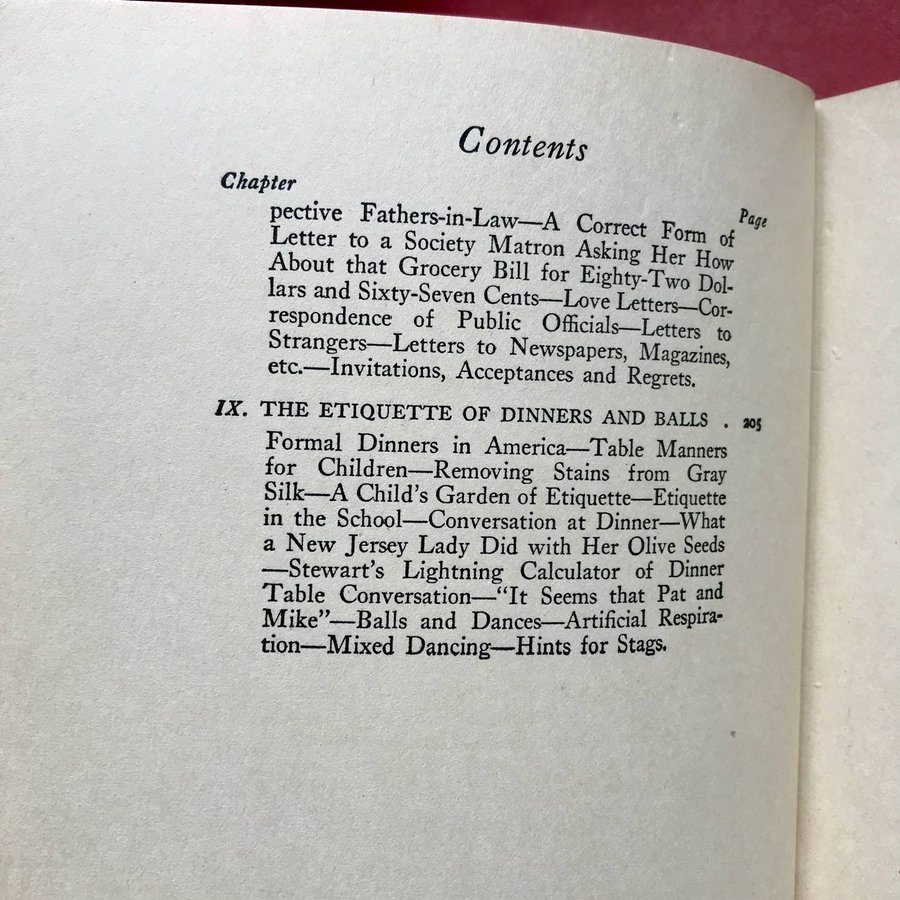 Contents
Chapter
Page
pective Fathers-in-Law—A Correct Form of
Letter to a Society Matron Asking Her How
About that Grocery Bill for Eighty-Two Dol-
lars and Sixty-Seven Cents—Love Letters—Cor-
respondence of Public Officials—Letters to
Strangers—Letters to Newspapers, Magazines,
etc.—Invitations, Acceptances and Regrets.
IX. THE ETIQUETTE OF DINNERS AND BALLS . 205
Formal Dinners in America—Table Manners
for Children—Removing Stains from Gray
Silk—A Child's Garden of Etiquette—Etiquette
in the School—Conversation at Dinner—What
a New Jersey Lady Did with Her Olive Seeds
—Stewart's Lightning Calculator of Dinner
Table Conversation—"It Seems that Pat and
Mike"—Balls and Dances—Artificial Respira-
tion—Mixed Dancing—Hints for Stags.